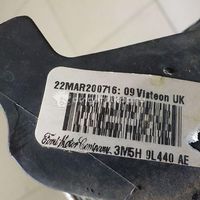 22MAR200716: 09 Visteon UK
Ford Motor Company. 3M5H 9L440 AE